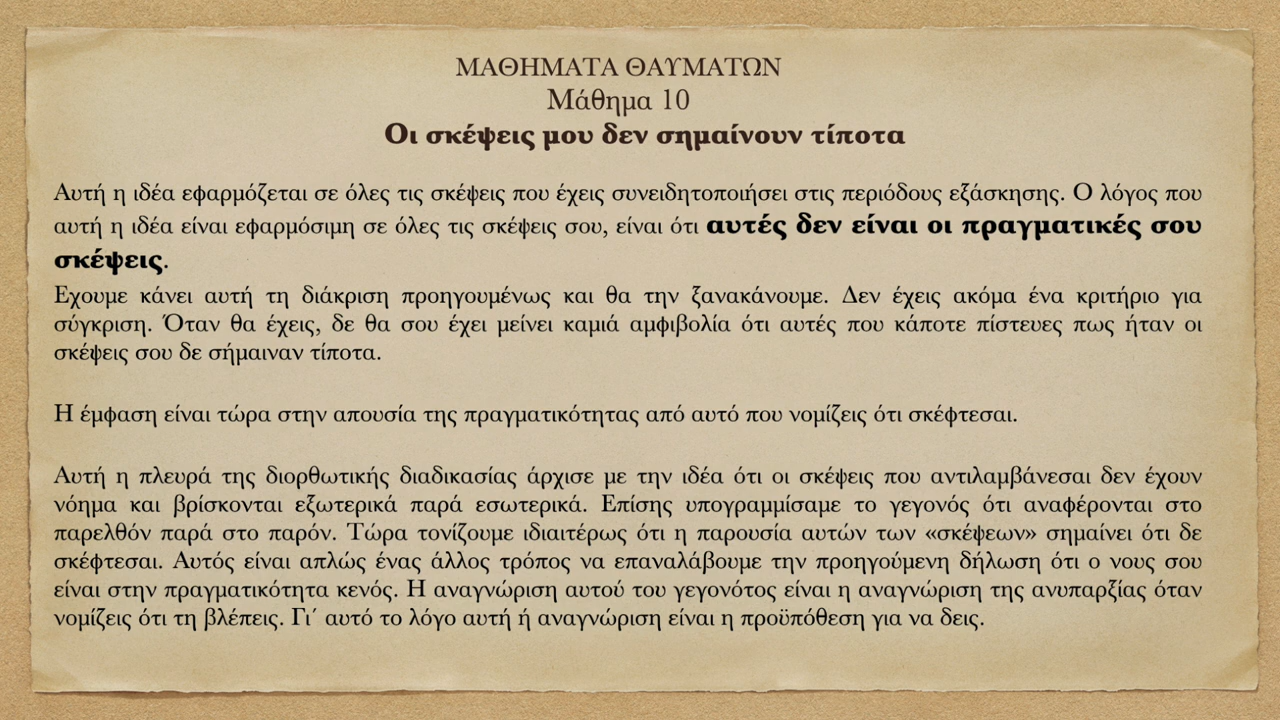 ΜΑΘΗΜΑΤΑ ΘΑΥΜΑΤΩΝ
Μάθημα 10
Οι σκέψεις μου δεν σημαίνουν τίποτα
Αυτή η ιδέα εφαρμόζεται σε όλες τις σκέψεις που έχεις συνειδητοποιήσει στις περιόδους εξάσκησης. Ο λόγος που
αυτή η ιδέα είναι εφαρμόσιμη σε όλες τις σκέψεις σου, είναι ότι αυτές δεν είναι οι πραγματικές σου
σκέψεις.
Εχουμε κάνει αυτή τη διάκριση προηγουμένως και θα την ξανακάνουμε. Δεν έχεις ακόμα ένα κριτήριο για
σύγκριση. Όταν θα έχεις, δε θα σου έχει μείνει καμιά αμφιβολία ότι αυτές που κάποτε πίστευες πως ήταν οι
σκέψεις σου δε σήμαιναν τίποτα.
Η έμφαση είναι τώρα στην απουσία της πραγματικότητας από αυτό που νομίζεις ότι σκέφτεσαι.
Αυτή η πλευρά της διορθωτικής διαδικασίας άρχισε με την ιδέα ότι οι σκέψεις που αντιλαμβάνεσαι δεν έχουν
νόημα και βρίσκονται εξωτερικά παρά εσωτερικά. Επίσης υπογραμμίσαμε το γεγονός ότι αναφέρονται στο
παρελθόν παρά στο παρόν. Τώρα τονίζουμε ιδιαιτέρως ότι η παρουσία αυτών των «σκέψεων» σημαίνει ότι δε
σκέφτεσαι. Αυτός είναι απλώς ένας άλλος τρόπος να επαναλάβουμε την προηγούμενη δήλωση ότι ο νους σου
είναι στην πραγματικότητα κενός. Η αναγνώριση αυτού του γεγονότος είναι η αναγνώριση της ανυπαρξίας όταν
νομίζεις ότι τη βλέπεις. Γι΄ αυτό το λόγο αυτή ή αναγνώριση είναι η προϋπόθεση για να δεις.